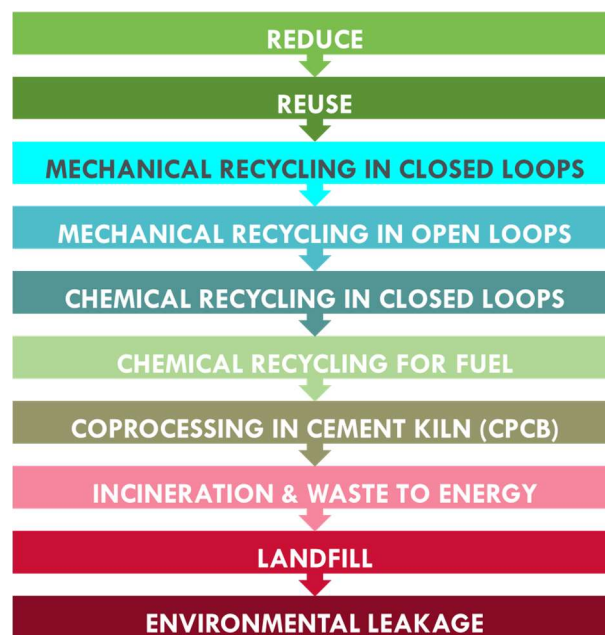 REDUCE
REUSE
MECHANICAL RECYCLING IN CLOSED LOOPS
MECHANICAL RECYCLING IN OPEN LOOPS
CHEMICAL RECYCLING IN CLOSED LOOPS
CHEMICAL RECYCLING FOR FUEL
COPROCESSING IN CEMENT KILN (CPCB)
INCINERATION & WASTE TO ENERGY
LANDFILL
ENVIRONMENTAL LEAKAGE